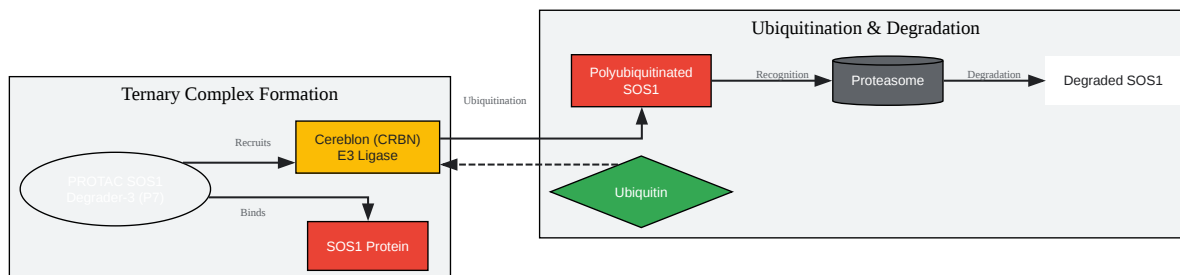 Ubiquitination & Degradation
Polyubiquitinated
SOS1
Recognition
Proteasome
Degradation
Degraded SOS1
Ternary Complex Formation
Ubiquitination
Recruits
Cereblon (CRBN)
E3 Ligase
PROTAC SOS1
Degrader-3 (P7)
Ubiquitin
Binds
SOS1 Protein